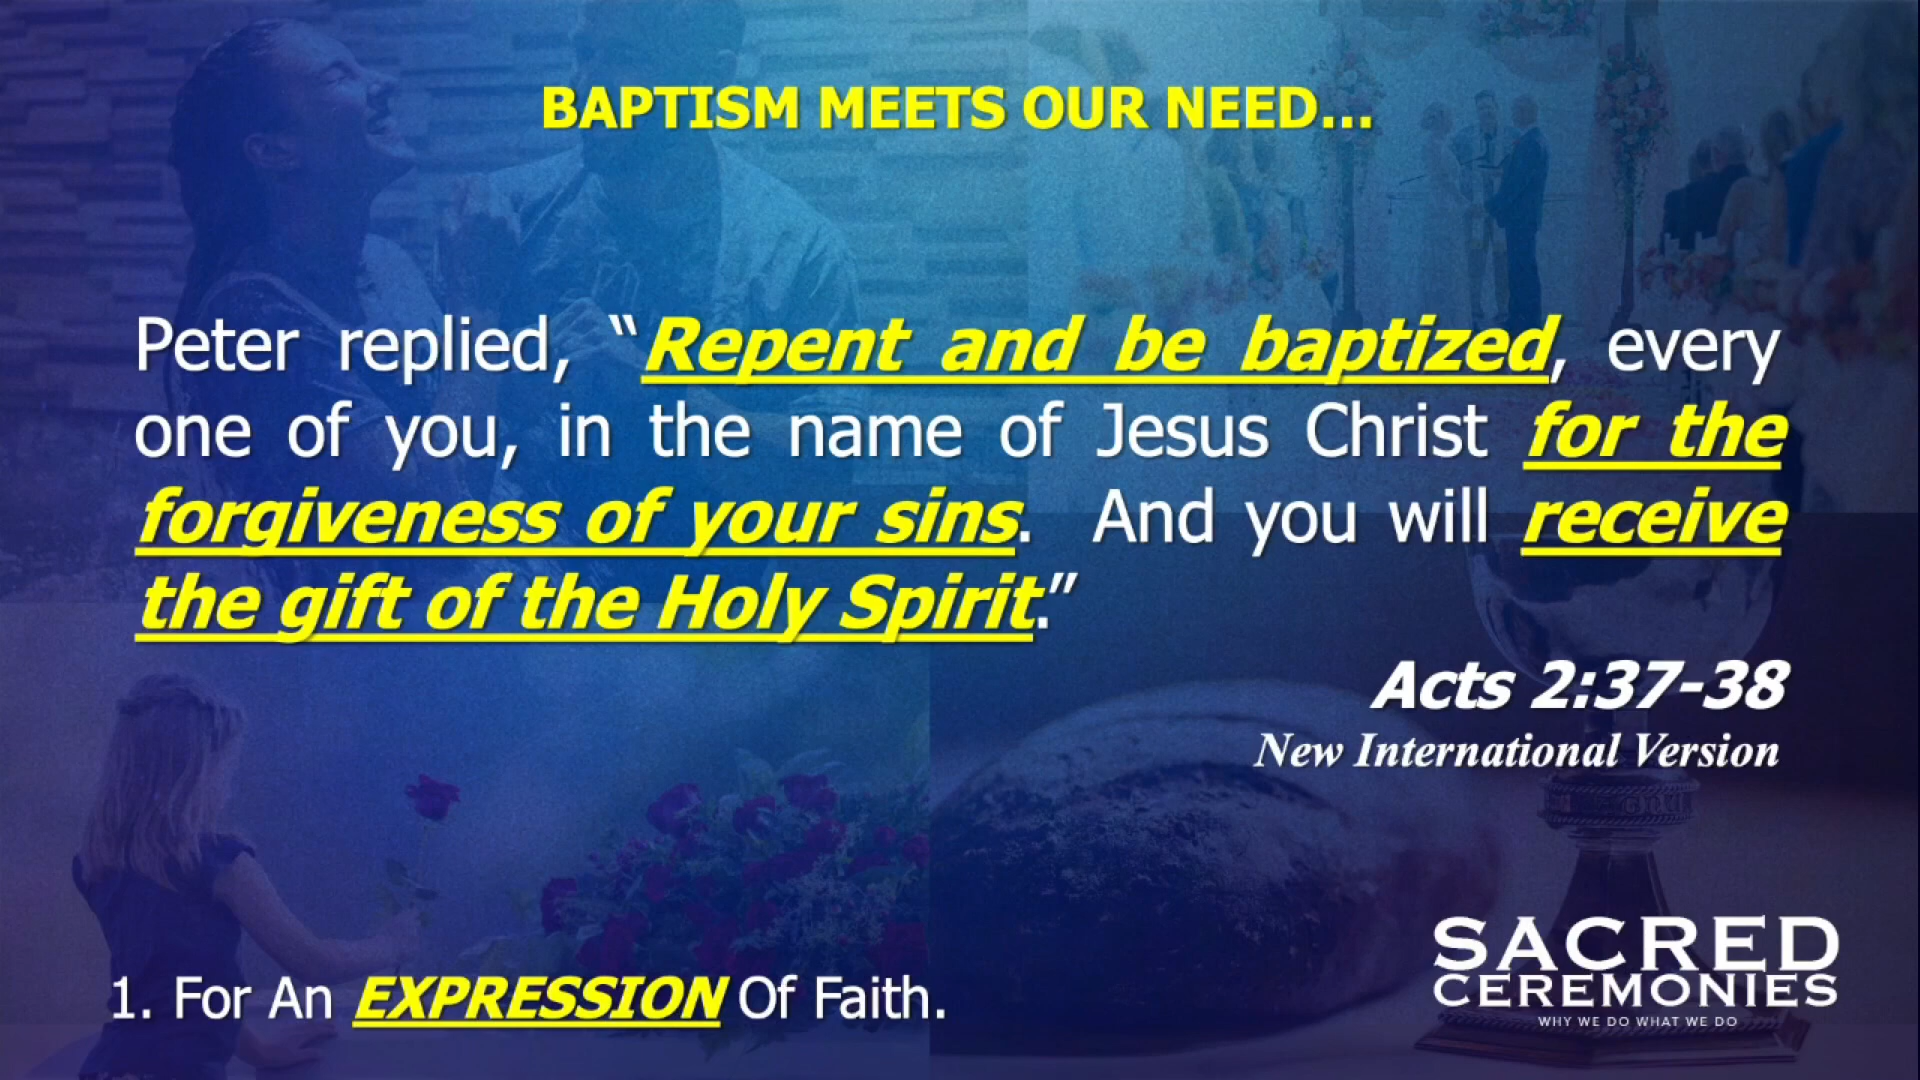 BAPTISM MEETS OUR NEED...
Peter replied, “Repent and be baptized, every
one of you, in the name of Jesus Christ for the
forgiveness of your sins.  And you will receive
the gift of the Holy Spirit.”
Acts 2:37-38
New International Version
1. For An EXPRESSION Of Faith.
SACRED
CEREMONIES
WHY WE DO WHAT WE DO